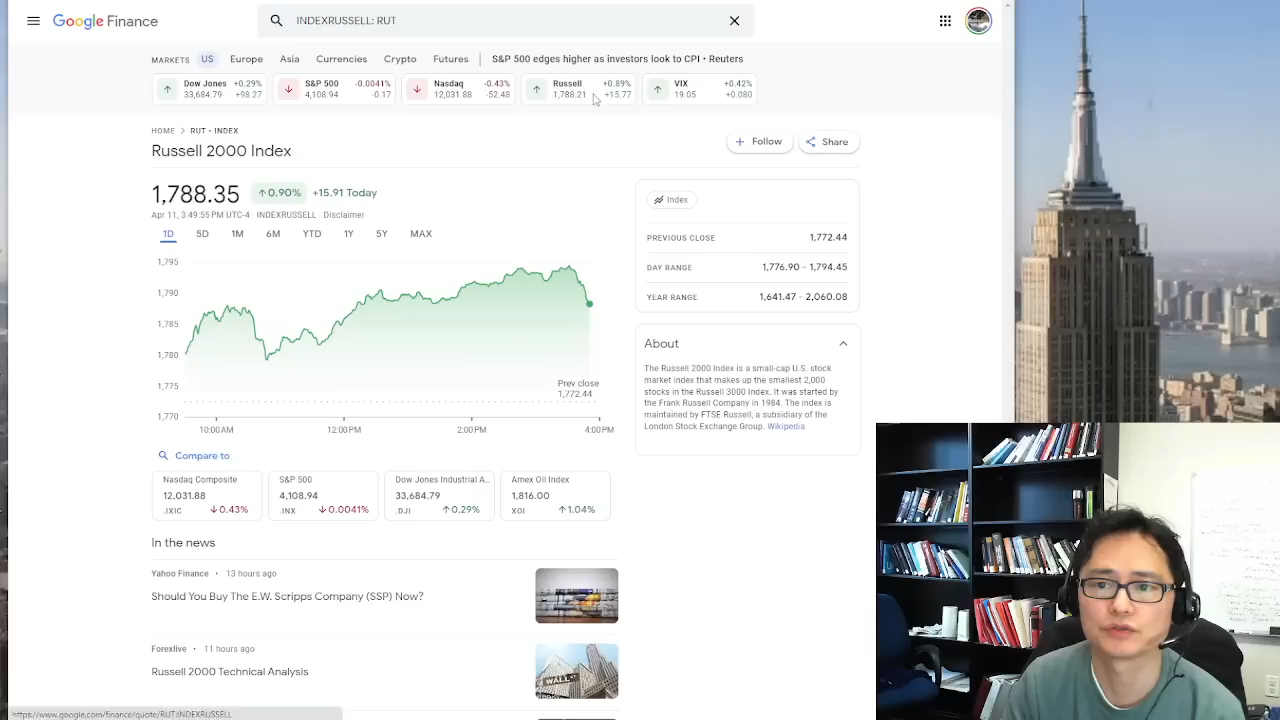 Google Finance
INDEXRUSSELL: RUT
MARKETS US Europe Asia Currencies Crypto Futures S&P 500 edges higher as investors look to CPI • Reuters
Dow Jones +0.29% S&P 500 -0.0041% Nasdaq -0.43% Russell +0.89% VIX +0.42%
33,684.79 +98.27 4,108.94 -0.17 12,031.88 -52.48 1,788.21 +15.77 19.05 +0.080
HOME RUT • INDEX
Russell 2000 Index
Follow Share
1,788.35 0.90% +15.91 Today
Apr 11, 3:49:55 PM UTC-4 · INDEXRUSSELL · Disclaimer
1D 5D 1M 6M YTD 1Y 5Y MAX
1,795
1,790
1,785
1,780
1,775
1,770
Prev close
1,772.44
10:00 AM 12:00 PM 2:00 PM 4:00 PM
Index
PREVIOUS CLOSE 1,772.44
DAY RANGE 1,776.90 - 1,794.45
YEAR RANGE 1,641.47 - 2,060.08
About
The Russell 2000 Index is a small-cap U.S. stock
market index that makes up the smallest 2,000
stocks in the Russell 3000 Index. It was started by
the Frank Russell Company in 1984. The index is
maintained by FTSE Russell, a subsidiary of the
London Stock Exchange Group. Wikipedia
Compare to
Nasdaq Composite S&P 500 Dow Jones Industrial A... Amex Oil Index
12,031.88 4,108.94 33,684.79 1,816.00
.IXIC 0.43% .INX 0.0041% .DJI 0.29% XOI 1.04%
In the news
Yahoo Finance • 13 hours ago
Should You Buy The E.W. Scripps Company (SSP) Now?
Forexlive • 11 hours ago
Russell 2000 Technical Analysis
WALL ST
https://www.google.com/finance/quote/RUT:INDEXRUSSELL